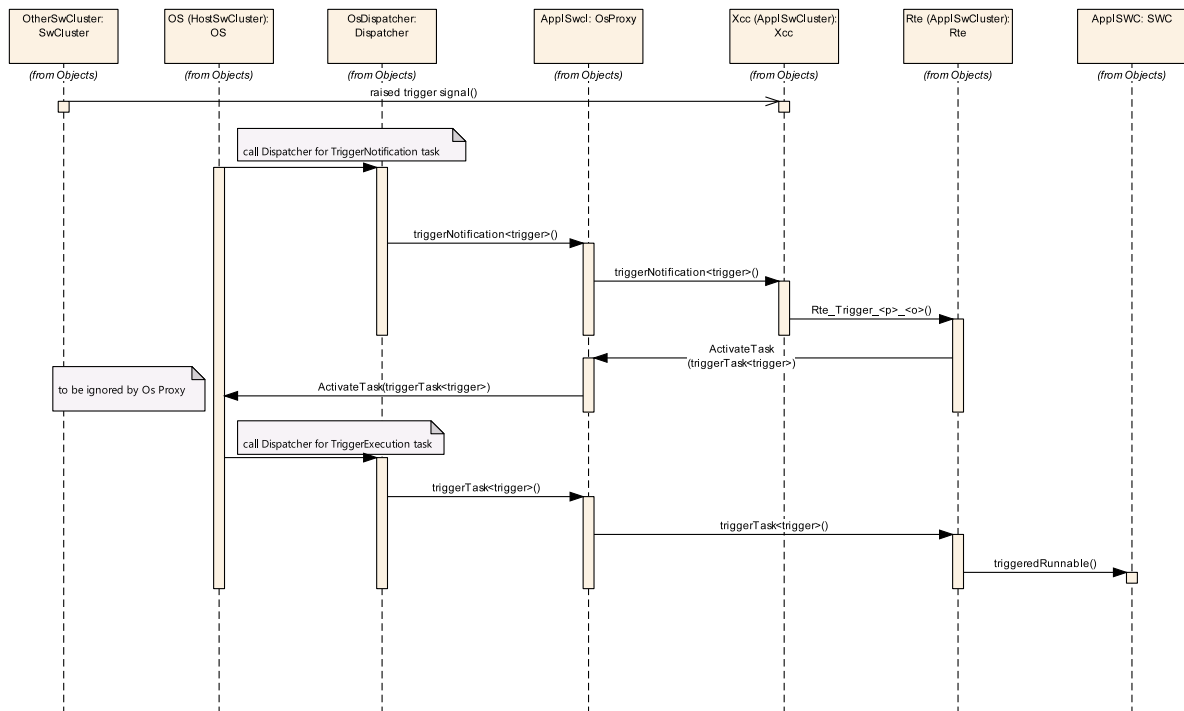 OtherSwCluster:
SwCluster
OS (HostSwCluster):
OS
OsDispatcher:
Dispatcher
ApplSwcl: OsProxy
Xcc (ApplSwCluster):
Xcc
Rte (ApplSwCluster):
Rte
ApplSWC: SWC
(from Objects)
(from Objects)
(from Objects)
(from Objects)
(from Objects)
(from Objects)
(from Objects)
raised trigger signal()
call Dispatcher for TriggerNotification task
triggerNotification<trigger>()
triggerNotification<trigger>()
Rte_Trigger_<p>_<o>()
ActivateTask
(triggerTask<trigger>)
to be ignored by Os Proxy
ActivateTask(triggerTask<trigger>)
call Dispatcher for TriggerExecution task
triggerTask<trigger>()
triggerTask<trigger>()
triggeredRunnable()